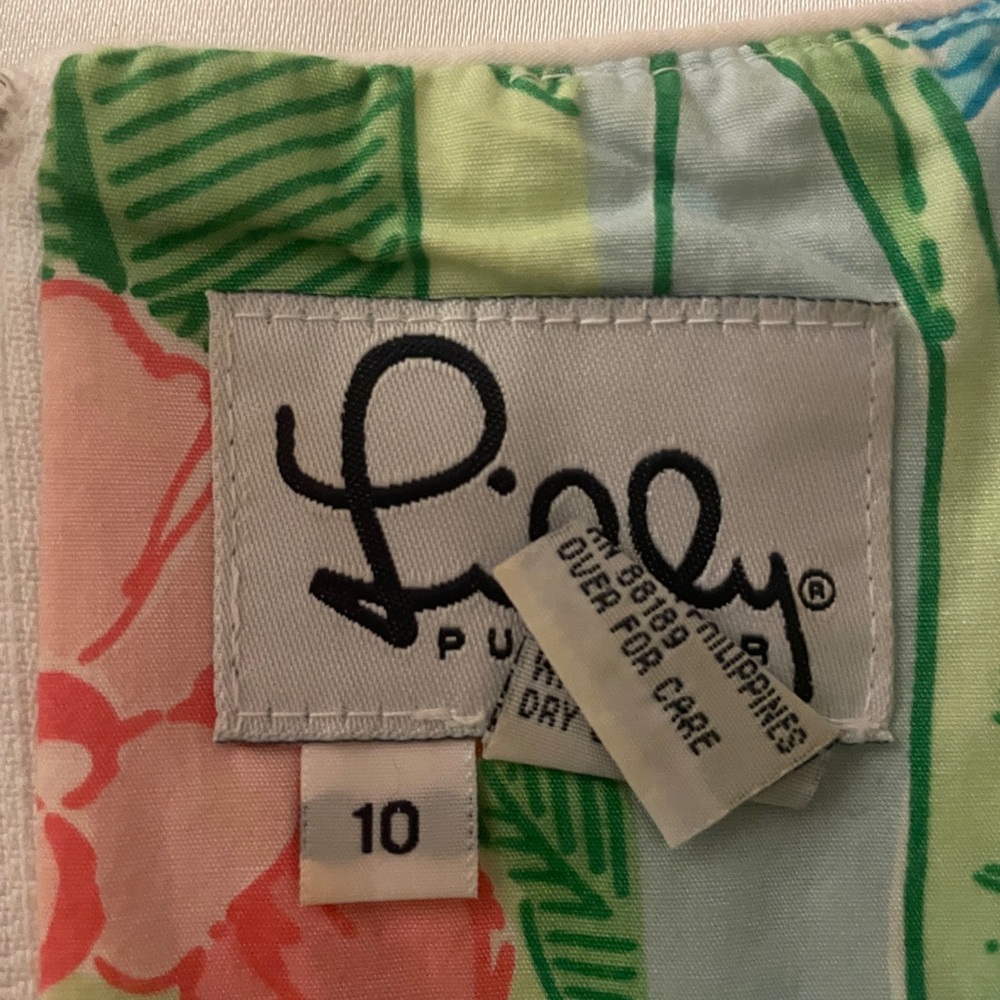 Lilly®
PU
10
DRY
RN 88189
OVER FOR CARE
PHILIPPINES